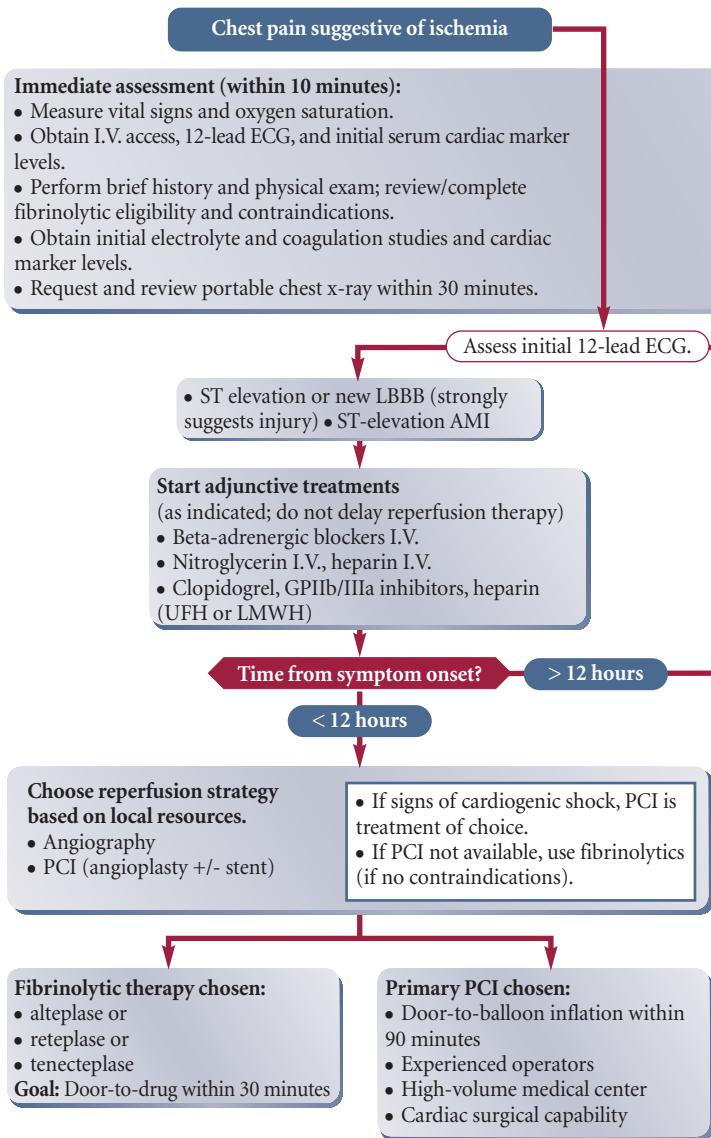 Chest pain suggestive of ischemia
Immediate assessment (within 10 minutes):
• Measure vital signs and oxygen saturation.
• Obtain I.V. access, 12-lead ECG, and initial serum cardiac marker
levels.
• Perform brief history and physical exam; review/complete
fibrinolytic eligibility and contraindications.
• Obtain initial electrolyte and coagulation studies and cardiac
marker levels.
• Request and review portable chest x-ray within 30 minutes.
Assess initial 12-lead ECG.
• ST elevation or new LBBB (strongly
suggests injury) • ST-elevation AMI
Start adjunctive treatments
(as indicated; do not delay reperfusion therapy)
• Beta-adrenergic blockers I.V.
• Nitroglycerin I.V., heparin I.V.
• Clopidogrel, GPIIb/IIIa inhibitors, heparin
(UFH or LMWH)
Time from symptom onset?
> 12 hours
< 12 hours
Choose reperfusion strategy
based on local resources.
• Angiography
• PCI (angioplasty +/- stent)
• If signs of cardiogenic shock, PCI is
treatment of choice.
• If PCI not available, use fibrinolytics
(if no contraindications).
Fibrinolytic therapy chosen:
• alteplase or
• reteplase or
• tenecteplase
Goal: Door-to-drug within 30 minutes
Primary PCI chosen:
• Door-to-balloon inflation within
90 minutes
• Experienced operators
• High-volume medical center
• Cardiac surgical capability